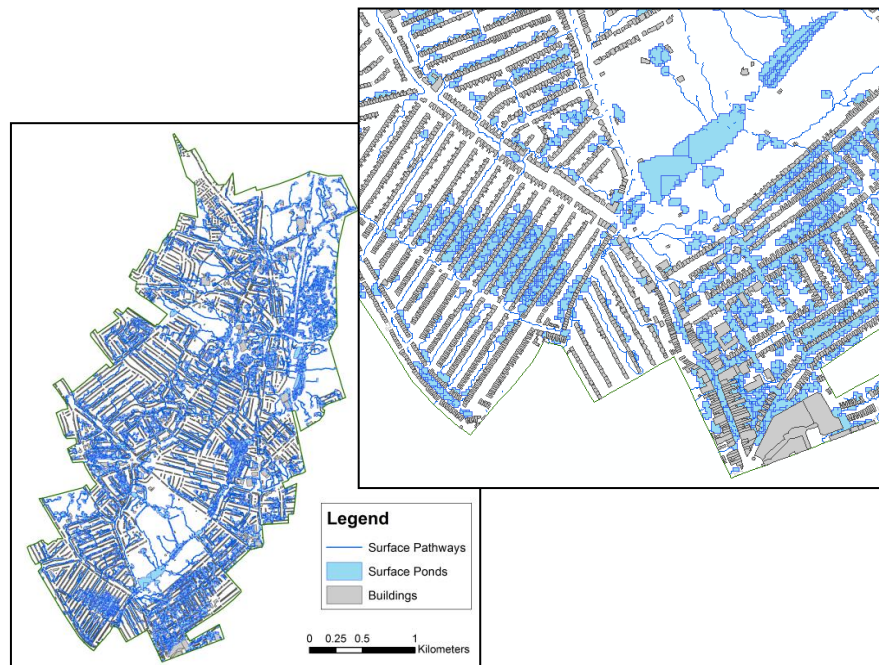 Legend
Surface Pathways
Surface Ponds
Buildings
0 0.25 0.5 1
Kilometers